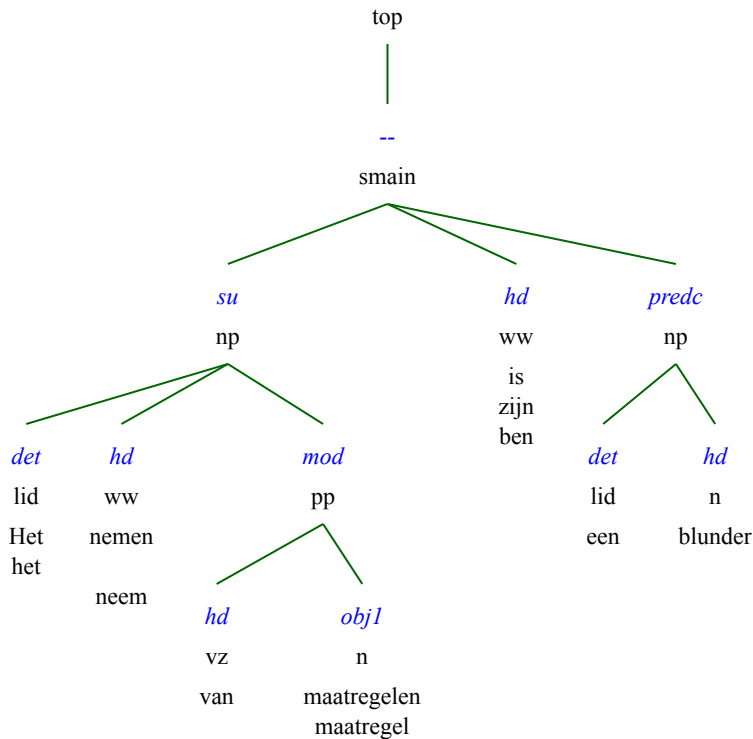 top
--
smain
su hd predc
np ww np
is
zijn
ben
det hd mod det hd
lid ww pp lid n
Het nemen een blunder
het
neem
hd obj1
vz n
van maatregelen
maatregel